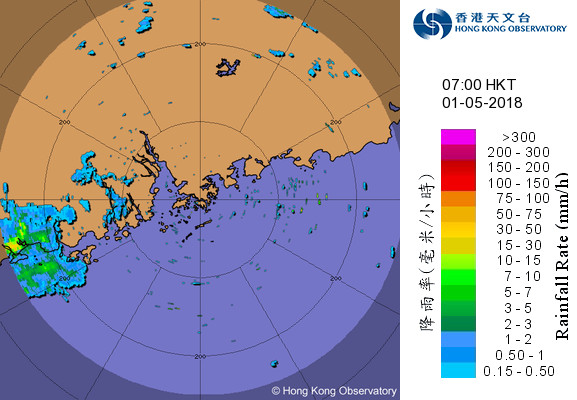 香港天文台
HONG KONG OBSERVATORY
07:00 HKT
01-05-2018
>300
200 - 300
150 - 200
100 - 150
75 - 100
50 - 75
30 - 50
15 - 30
10 - 15
7 - 10
5 - 7
3 - 5
2 - 3
1 - 2
0.50 - 1
0.15 - 0.50
降雨率(毫米/小時)
Rainfall Rate (mm/h)
200
200
200
200
200
200
© Hong Kong Observatory